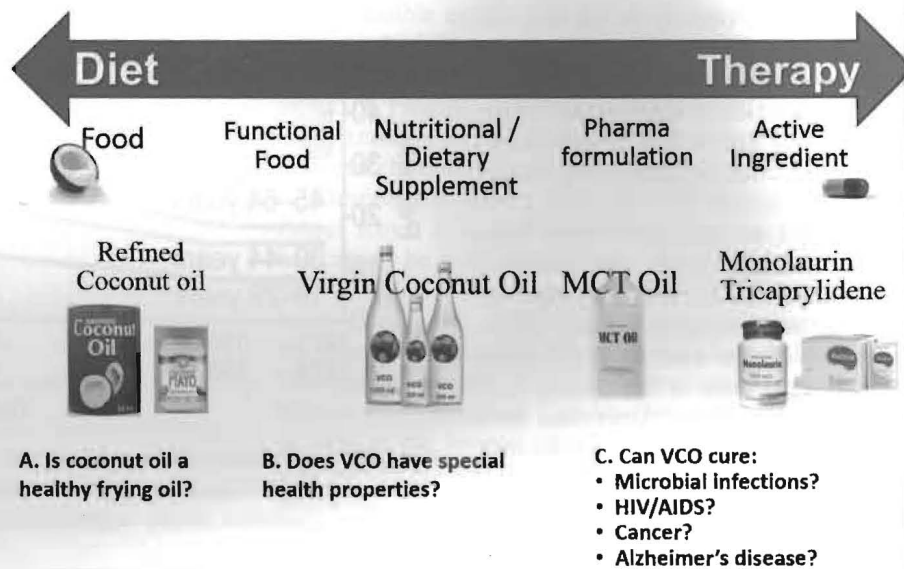 Diet
Therapy
Food
Functional
Food
Nutritional /
Dietary
Supplement
Pharma
formulation
Active
Ingredient
Refined
Coconut oil
Virgin Coconut Oil
MCT Oil
Monolaurin
Tricaprylidene
Coconut
Oil
MAYO
VCO
VCO
VCO
MCT OIL
Monolaurin
A. Is coconut oil a
healthy frying oil?
B. Does VCO have special
health properties?
C. Can VCO cure:
• Microbial infections?
• HIV/AIDS?
• Cancer?
• Alzheimer's disease?